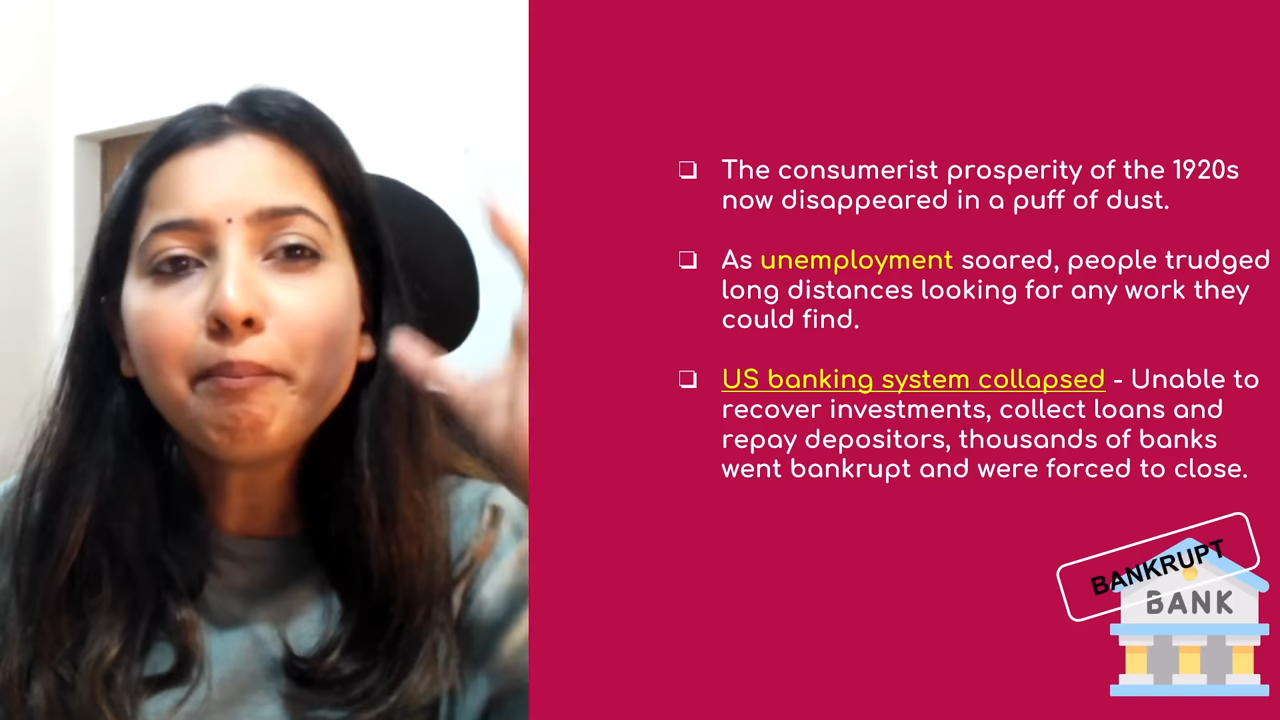 The consumerist prosperity of the 1920s
now disappeared in a puff of dust.
As unemployment soared, people trudged
long distances looking for any work they
could find.
US banking system collapsed - Unable to
recover investments, collect loans and
repay depositors, thousands of banks
went bankrupt and were forced to close.
BANKRUPT
BANK